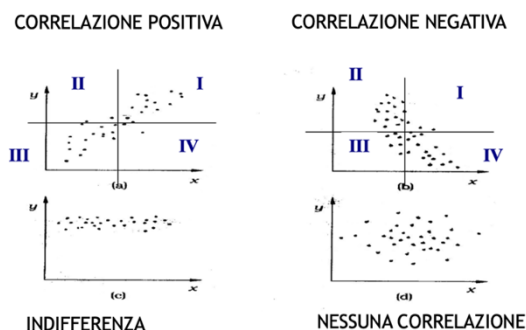 CORRELAZIONE POSITIVA
CORRELAZIONE NEGATIVA
II
I
y
III
IV
x
(a)
II
I
y
III
IV
x
(b)
y
x
(c)
y
x
(d)
INDIFFERENZA
NESSUNA CORRELAZIONE